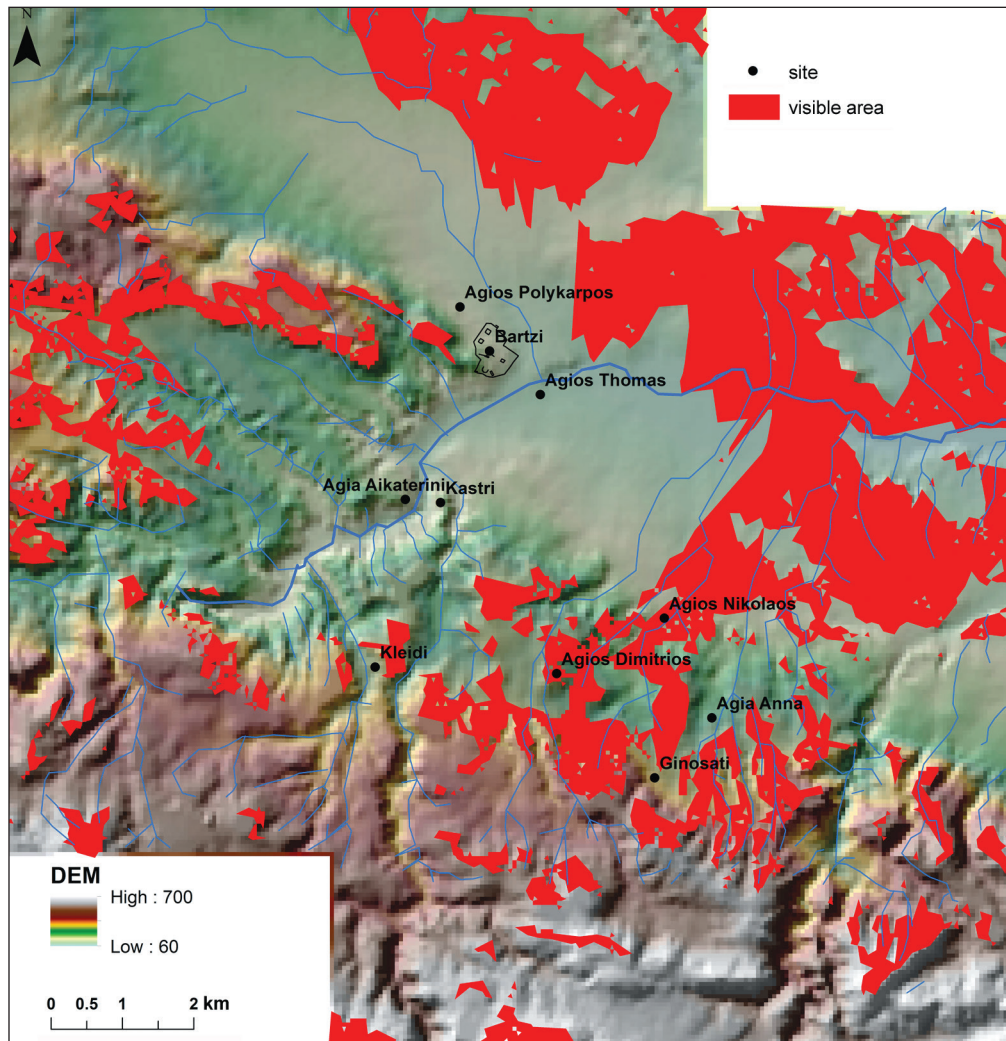 N
site
visible area
Agios Polykarpos
Bartzi
Agios Thomas
Agia Aikaterini
Kastri
Agios Nikolaos
Kleidi
Agios Dimitrios
Agia Anna
Ginosati
DEM
High : 700
Low : 60
0 0.5 1 2 km